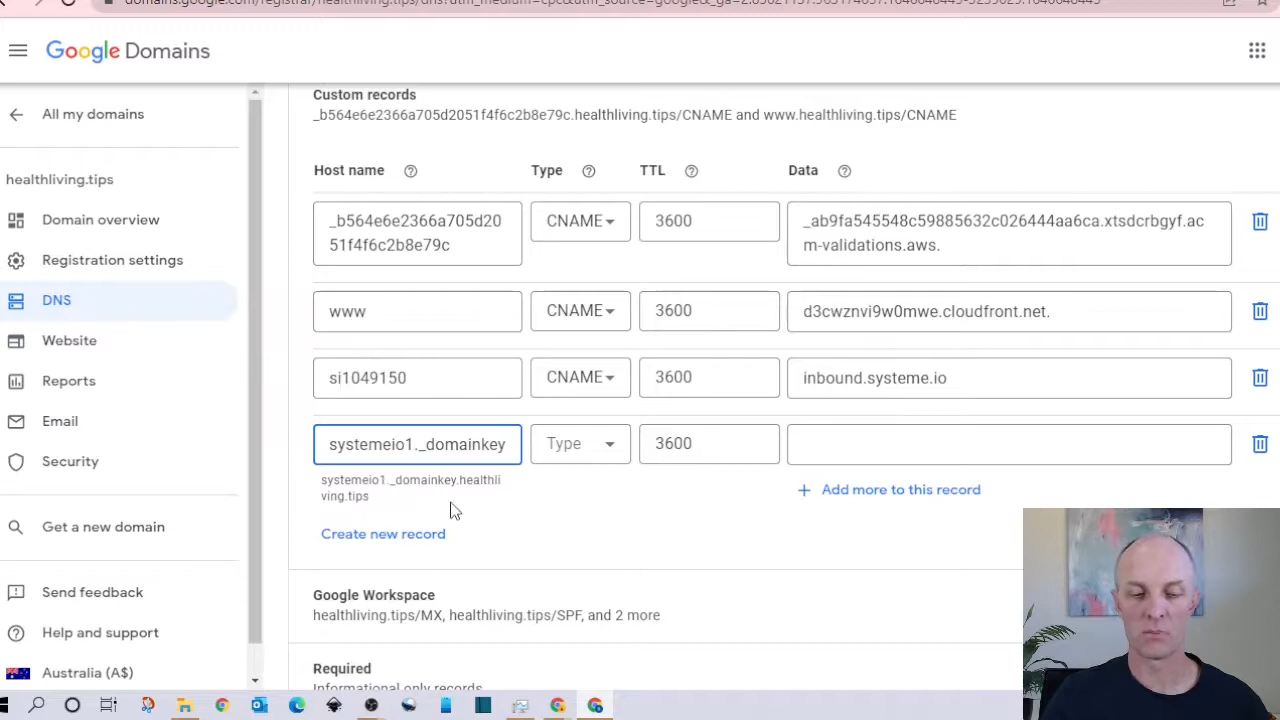 Google Domains
All my domains
healthliving.tips
Domain overview
Registration settings
DNS
Website
Reports
Email
Security
Get a new domain
Send feedback
Help and support
Australia (A$)
Custom records
_b564e6e2366a705d2051f4f6c2b8e79c.healthliving.tips/CNAME and www.healthliving.tips/CNAME
Host name Type TTL Data
_b564e6e2366a705d20
51f4f6c2b8e79c
CNAME
3600
_ab9fa545548c59885632c026444aa6ca.xtsdcrbgyf.ac
m-validations.aws.
www CNAME 3600 d3cwznvi9w0mwe.cloudfront.net.
si1049150 CNAME 3600 inbound.systeme.io
systemeio1._domainkey Type 3600
systemeio1._domainkey.healthli
ving.tips
Add more to this record
Create new record
Google Workspace
healthliving.tips/MX, healthliving.tips/SPF, and 2 more
Required
Informational only records